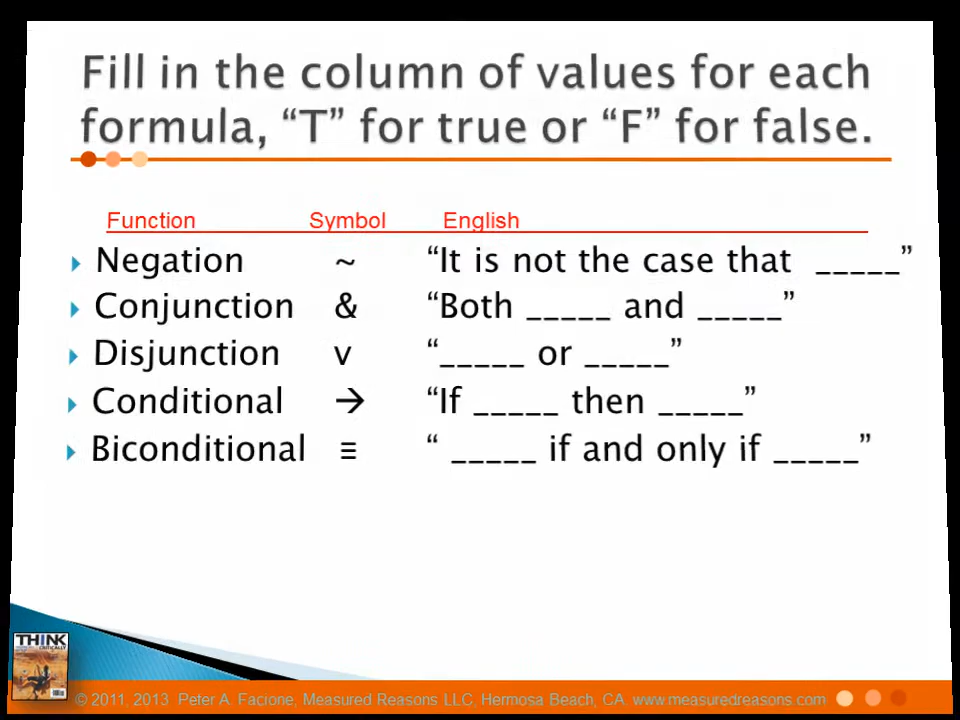 Fill in the column of values for each
formula, “T” for true or “F” for false.
Function Symbol English
Negation ~ “It is not the case that _____”
Conjunction & “Both _____ and _____”
Disjunction v “_____ or _____”
Conditional → “If _____ then _____”
Biconditional ≡ “ _____ if and only if _____”
THINK
CRITICALLY
© 2011, 2013 Peter A. Facione, Measured Reasons LLC, Hermosa Beach, CA. www.measuredreasons.com